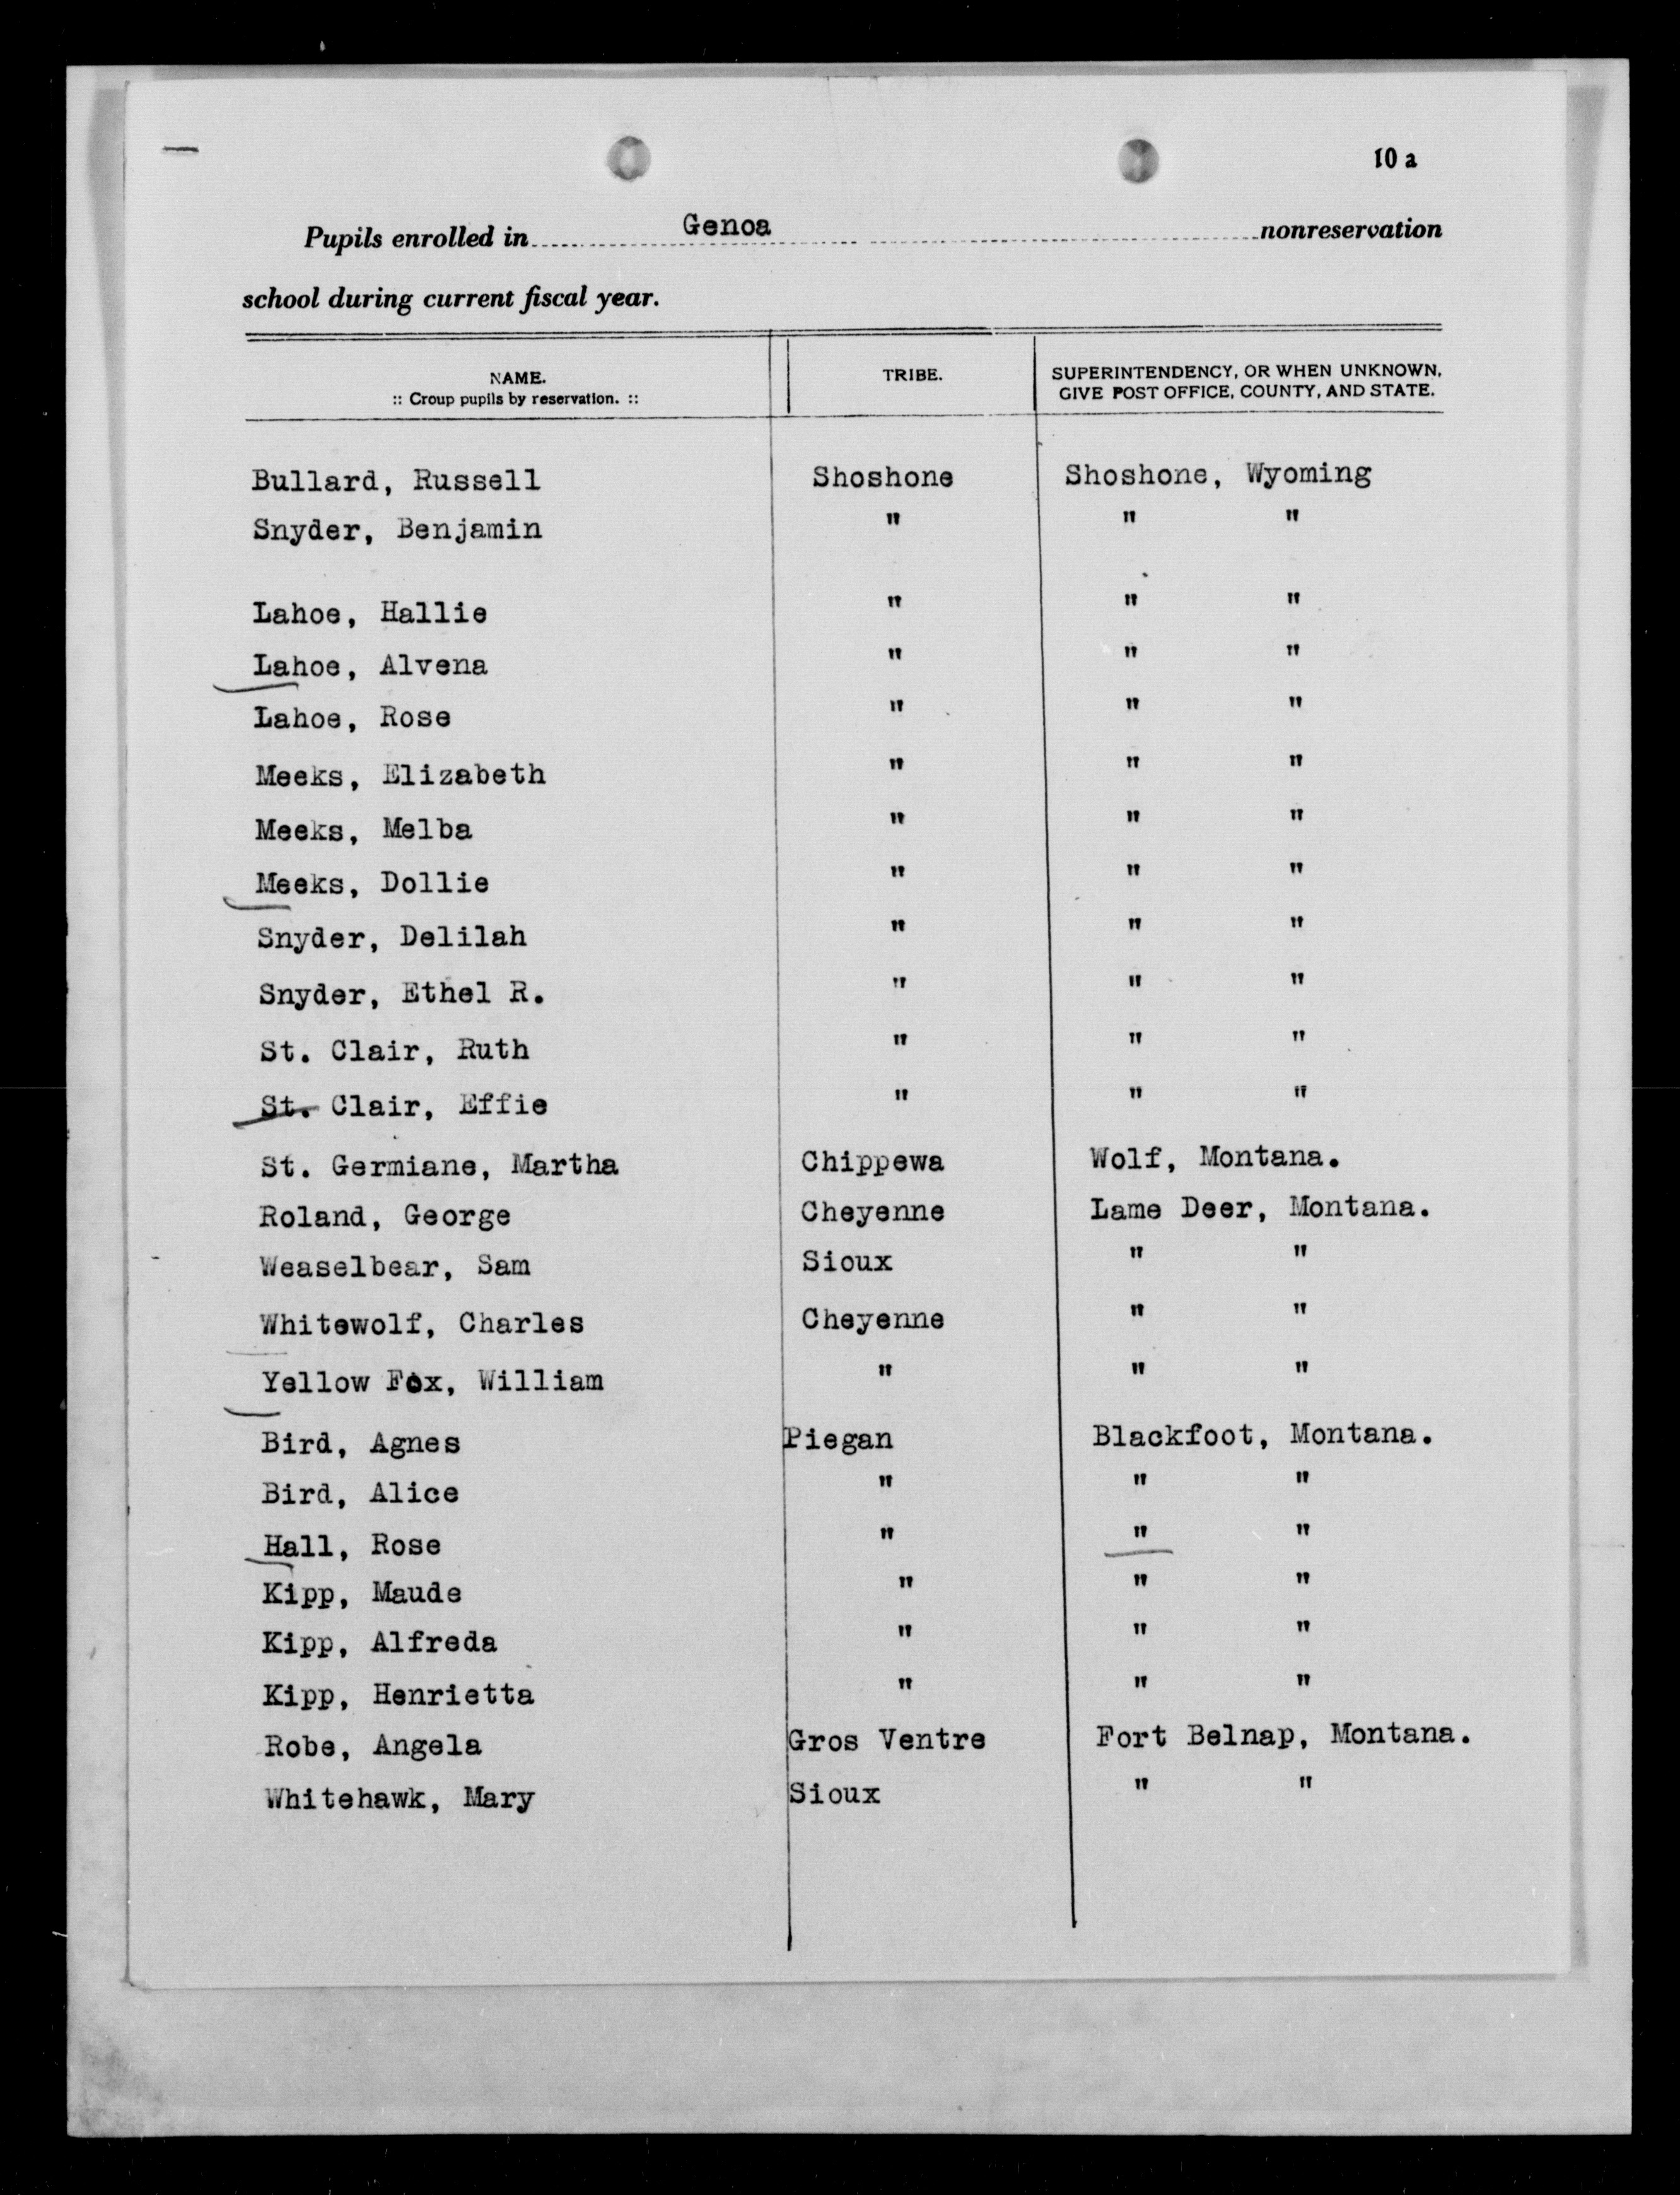 10 a
Pupils enrolled in Genoa nonreservation
school during current fiscal year.
NAME. TRIBE. SUPERINTENDENCY, OR WHEN UNKNOWN,
:: Croup pupils by reservation. :: GIVE POST OFFICE, COUNTY, AND STATE.
Bullard, Russell Shoshone Shoshone, Wyoming
Snyder, Benjamin " " "
Lahoe, Hallie " " "
Lahoe, Alvena " " "
Lahoe, Rose " " "
Meeks, Elizabeth " " "
Meeks, Melba " " "
Meeks, Dollie " " "
Snyder, Delilah " " "
Snyder, Ethel R. " " "
St. Clair, Ruth " " "
St. Clair, Effie " " "
St. Germiane, Martha Chippewa Wolf, Montana.
Roland, George Cheyenne Lame Deer, Montana.
Weaselbear, Sam Sioux " "
Whitewolf, Charles Cheyenne " "
Yellow Fox, William " " "
Bird, Agnes Piegan Blackfoot, Montana.
Bird, Alice " " "
Hall, Rose " " "
Kipp, Maude " " "
Kipp, Alfreda " " "
Kipp, Henrietta " " "
Robe, Angela Gros Ventre Fort Belnap, Montana.
Whitehawk, Mary Sioux " "